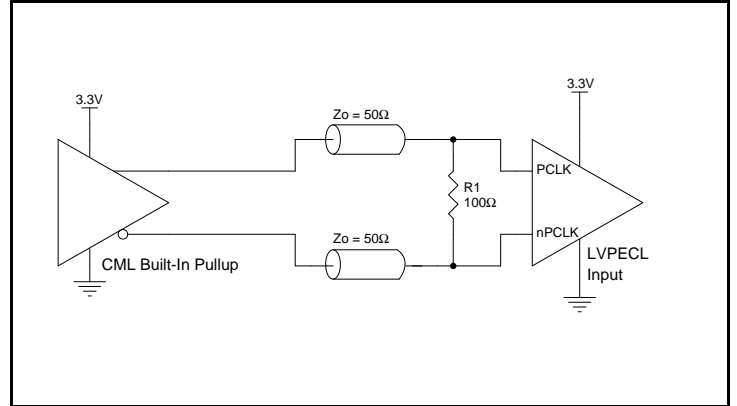 3.3V
3.3V
Zo = 50Ω
PCLK
R1
100Ω
Zo = 50Ω
nPCLK
CML Built-In Pullup
LVPECL
Input